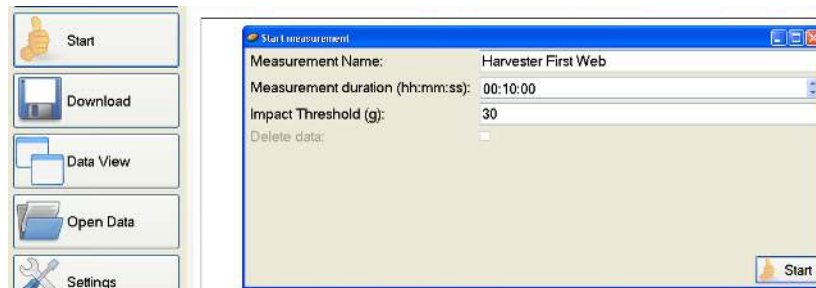 Start
Download
Data View
Open Data
Settings
Start measurement
Measurement Name: Harvester First Web
Measurement duration (hh:mm:ss): 00:10:00
Impact Threshold (g): 30
Delete data:
Start